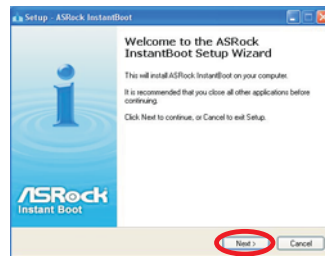 Setup - ASRock InstantBoot
Welcome to the ASRock
InstantBoot Setup Wizard
This will install ASRock InstantBoot on your computer.
It is recommended that you close all other applications before
continuing.
Click Next to continue, or Cancel to exit Setup.
ASRock
Instant Boot
Next >
Cancel